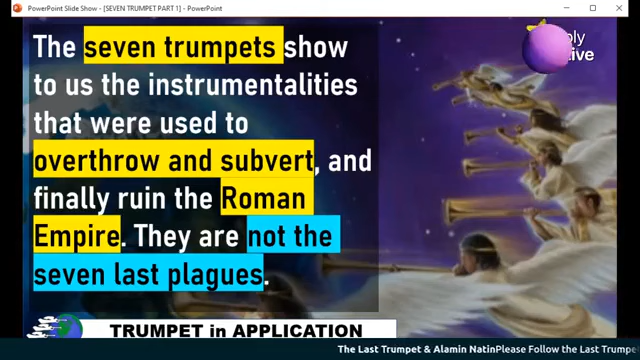 PowerPoint Slide Show - [SEVEN TRUMPET PART 1] - PowerPoint
The seven trumpets show
to us the instrumentalities
that were used to
overthrow and subvert, and
finally ruin the Roman
Empire. They are not the
seven last plagues.
TRUMPET in APPLICATION
The Last Trumpet & Alamin NatinPlease Follow the Last Trumpe